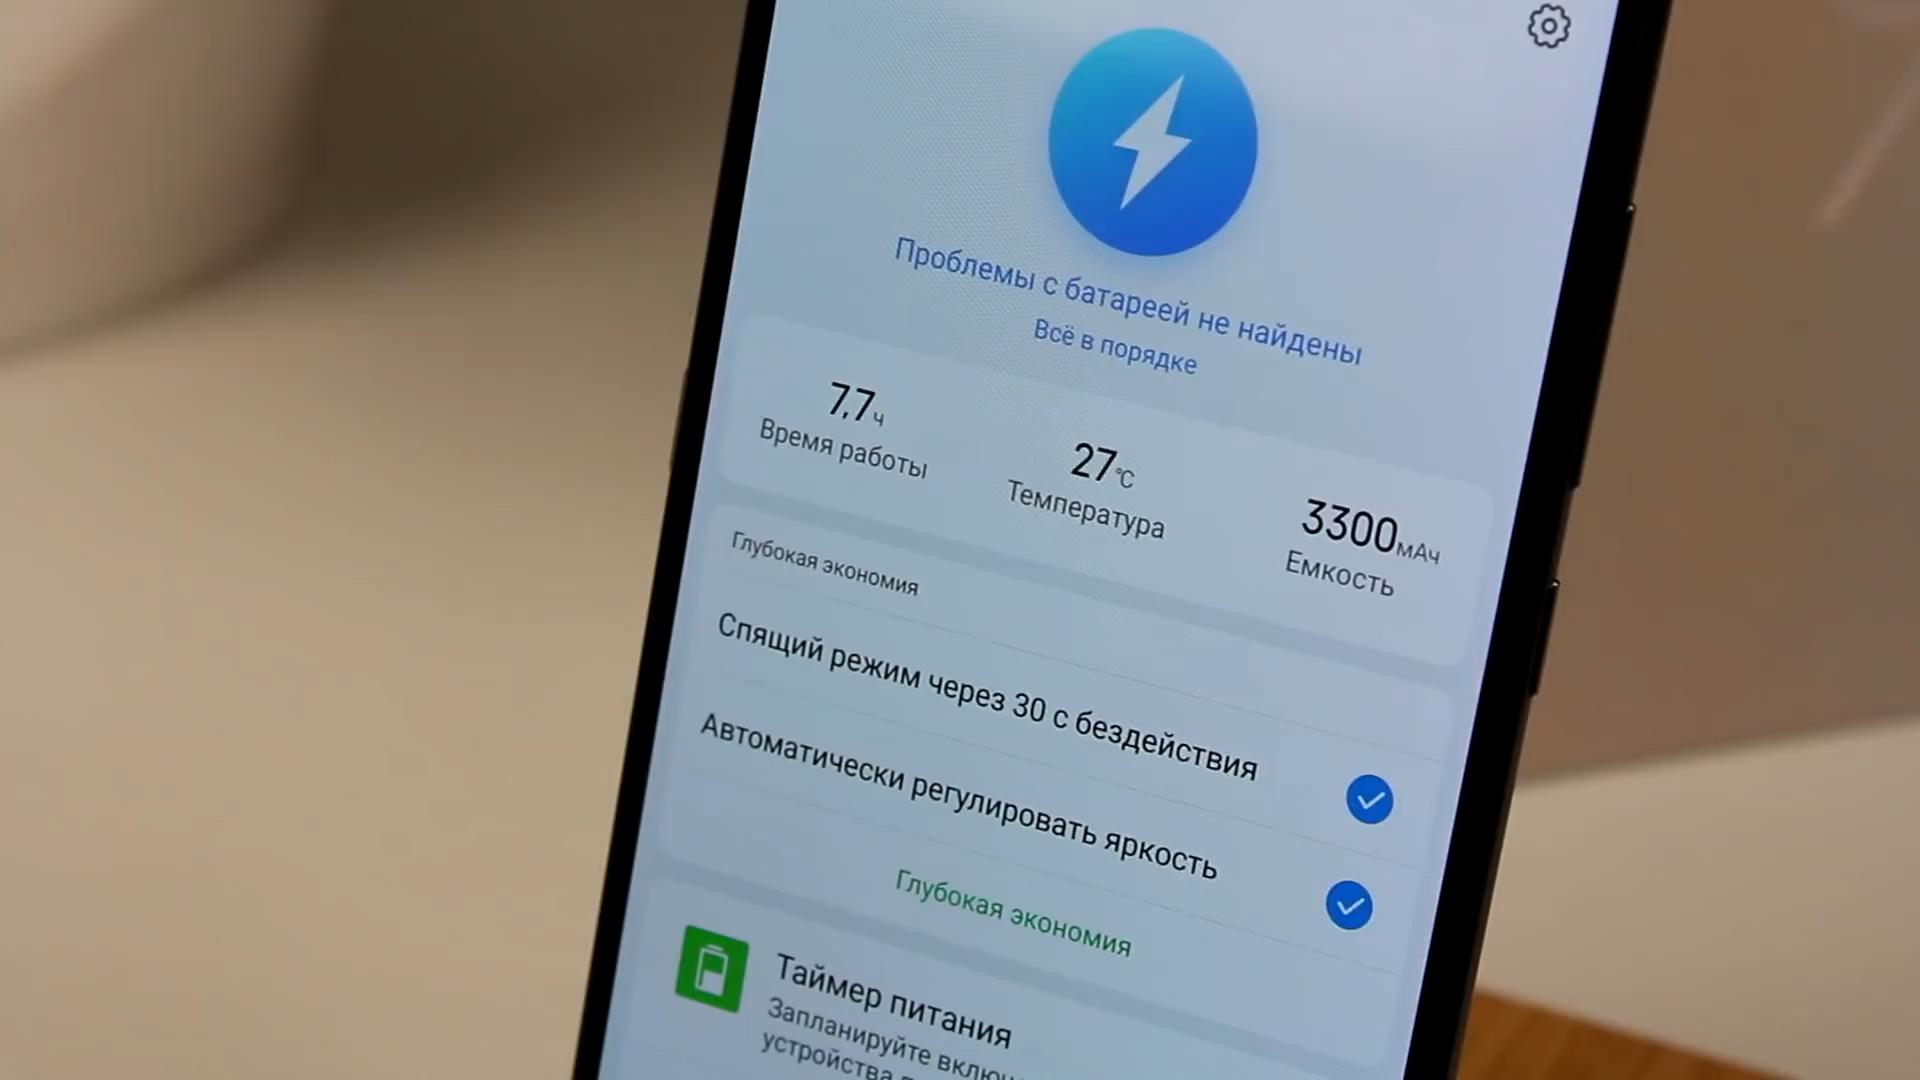 Проблемы с батареей не найдены
Всё в порядке
7,7ч
Время работы
27°C
Температура
3300мАч
Емкость
Глубокая экономия
Спящий режим через 30 с бездействия
Автоматически регулировать яркость
Глубокая экономия
Таймер питания
Запланируйте
устройства